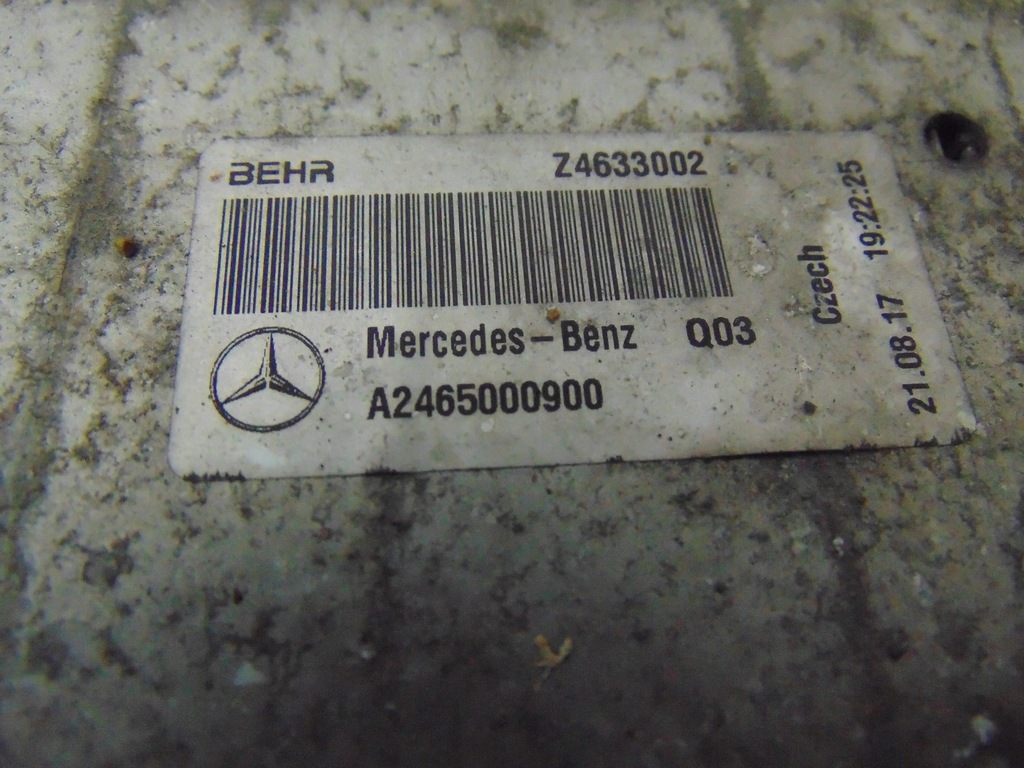 BEHR Z4633002
Mercedes-Benz Q03
A2465000900
Czech
21.08.17 19:22:25